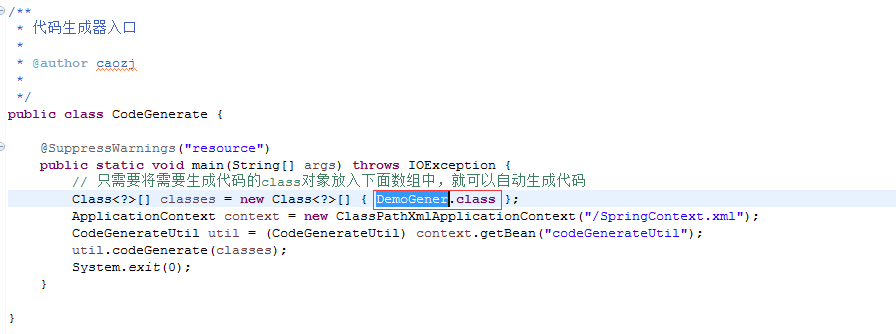 /**
 * 代码生成器入口
 *
 * @author caozj
 *
 */
public class CodeGenerate {

    @SuppressWarnings("resource")
    public static void main(String[] args) throws IOException {
        // 只需要将需要生成代码的class对象放入下面数组中，就可以自动生成代码
        Class<?>[] classes = new Class<?>[] { DemoGener.class };
        ApplicationContext context = new ClassPathXmlApplicationContext("/SpringContext.xml");
        CodeGenerateUtil util = (CodeGenerateUtil) context.getBean("codeGenerateUtil");
        util.codeGenerate(classes);
        System.exit(0);
    }

}